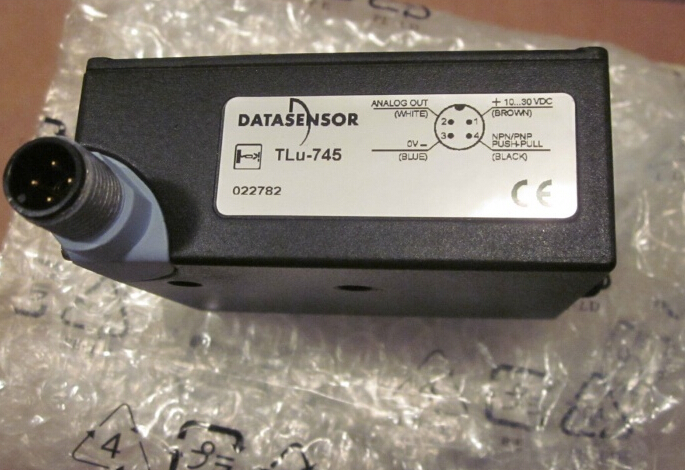 DATASENSOR
TLu-745
022782
ANALOG OUT
(WHITE)
+ 10...30 VDC
(BROWN)
2
1
3
4
0V –
(BLUE)
NPN/PNP
PUSH-PULL
(BLACK)
CE
4